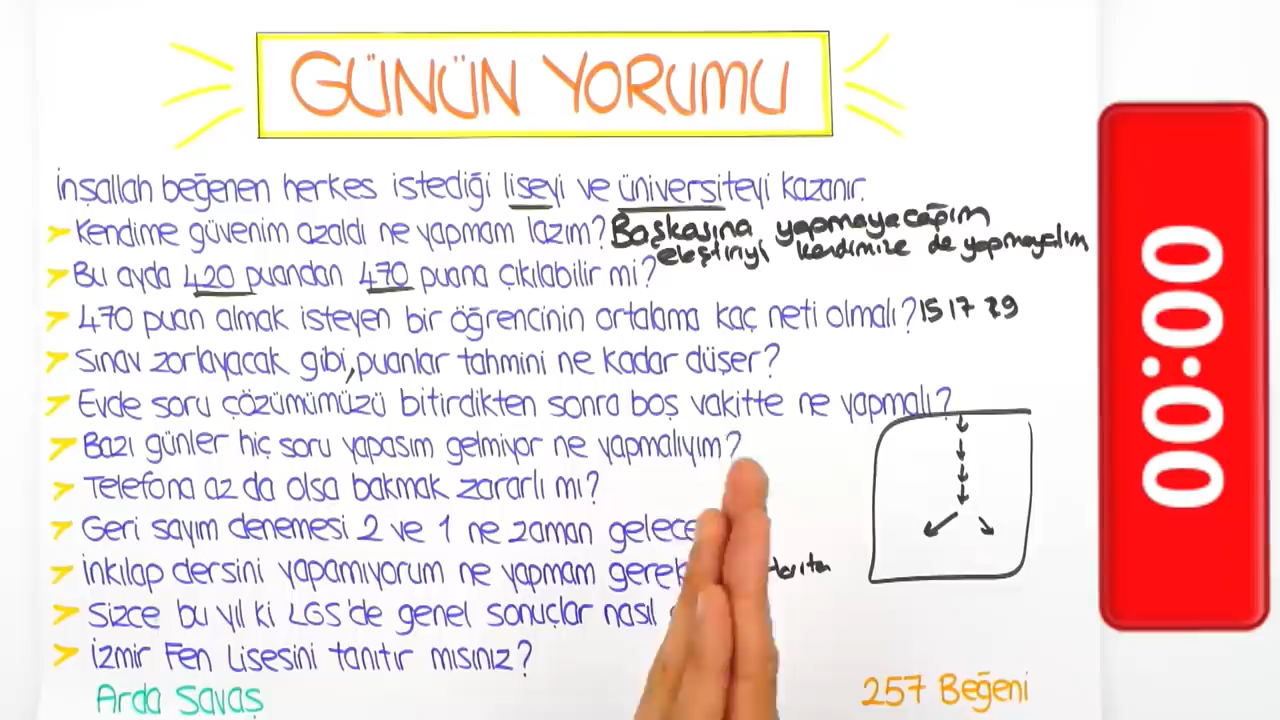 GÜNÜN YORUMU
İnşallah beğenen herkes istediği liseyi ve üniversiteyi kazanır.
➤ Kendime güvenim azaldı ne yapmam lazım? Başkasına yapmayacağım
eleştiriyi kendimize de yapmayalım
➤ Bu ayda 420 puandan 470 puana çıkılabilir mi?
➤ 470 puan almak isteyen bir öğrencinin ortalama kaç neti olmalı? 15 17 29
➤ Sınav zorlayacak gibi, puanlar tahmini ne kadar düşer?
➤ Evde soru çözümümüzü bitirdikten sonra boş vakitte ne yapmalı?
➤ Bazı günler hiç soru yapasım gelmiyor ne yapmalıyım?
➤ Telefona az da olsa bakmak zararlı mı?
➤ Geri sayım denemesi 2 ve 1 ne zaman gelece
➤ İnkılap dersini yapamıyorum ne yapmam gerek
➤ Sizce bu yıl ki LGS'de genel sonuçlar nasıl
➤ İzmir Fen Lisesini tanıtır mısınız?
Arda Savaş
257 Beğeni
00:00